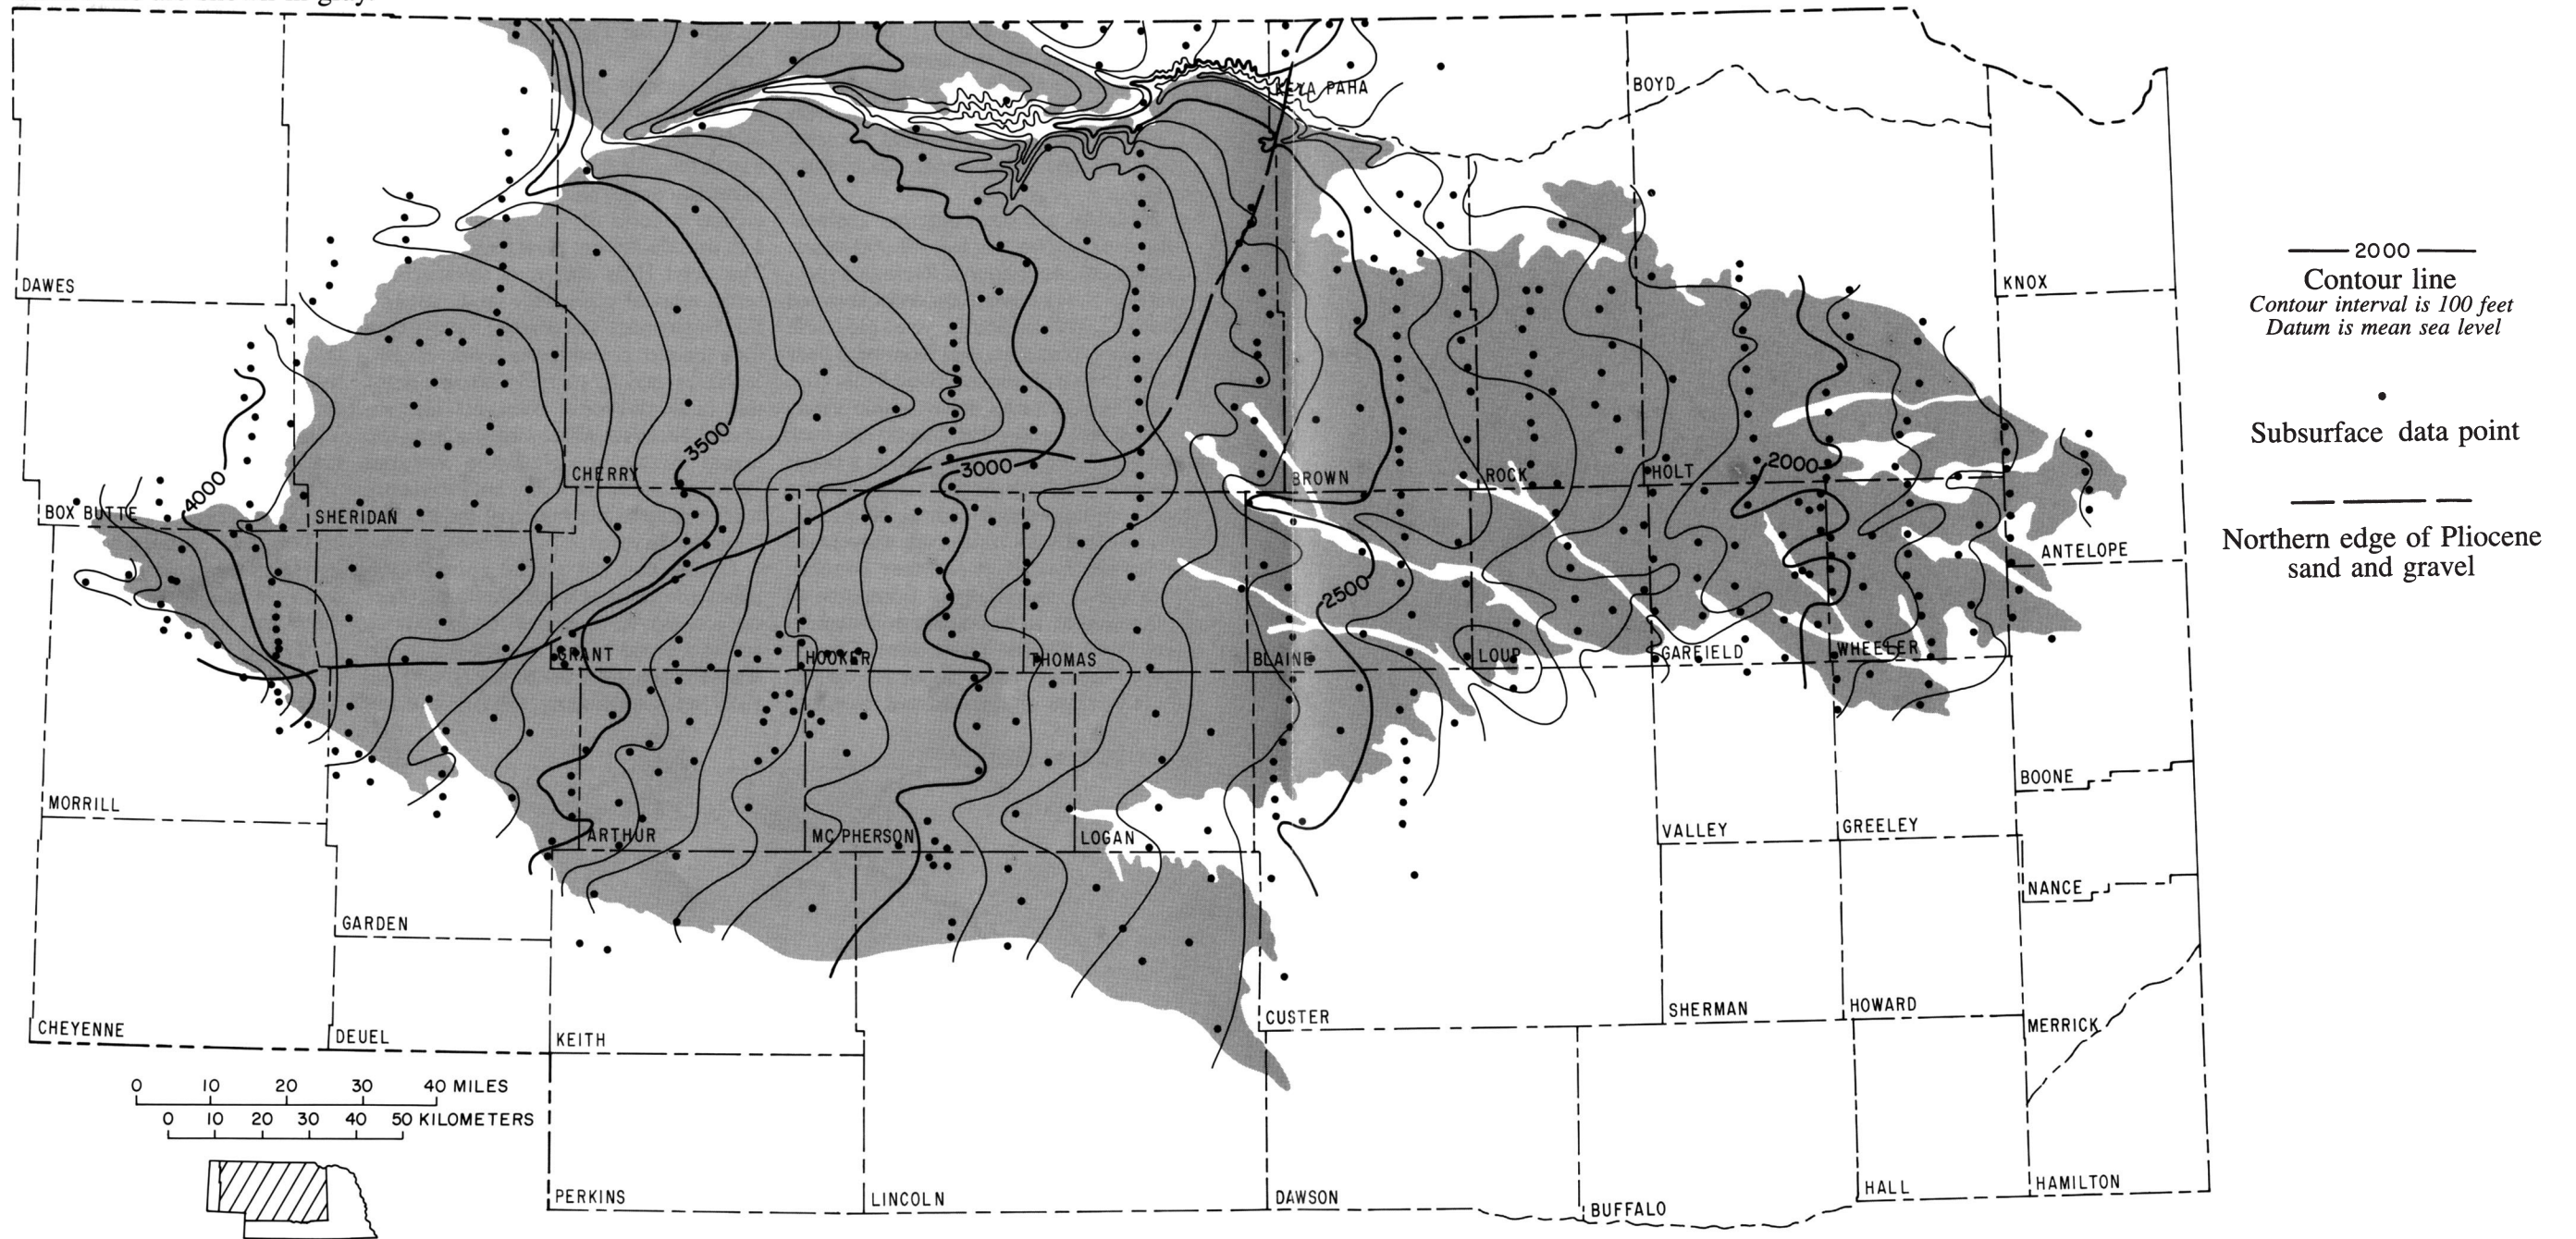 KEYA PAHA
BOYD
DAWES
KNOX
2000
Contour line
Contour interval is 100 feet
Datum is mean sea level
Subsurface data point
Northern edge of Pliocene
sand and gravel
3500
4000
3000
2000
CHERRY
BROWN
ROCK
HOLT
BOX BUTTE
SHERIDAN
ANTELOPE
2500
GRANT
HOOKER
THOMAS
BLAINE
LOUP
GARFIELD
WHEELER
MORRILL
BOONE
ARTHUR
MC PHERSON
LOGAN
VALLEY
GREELEY
NANCE
GARDEN
CHEYENNE
DEUEL
KEITH
CUSTER
SHERMAN
HOWARD
MERRICK
0 10 20 30 40 MILES
0 10 20 30 40 50 KILOMETERS
PERKINS
LINCOLN
DAWSON
BUFFALO
HALL
HAMILTON